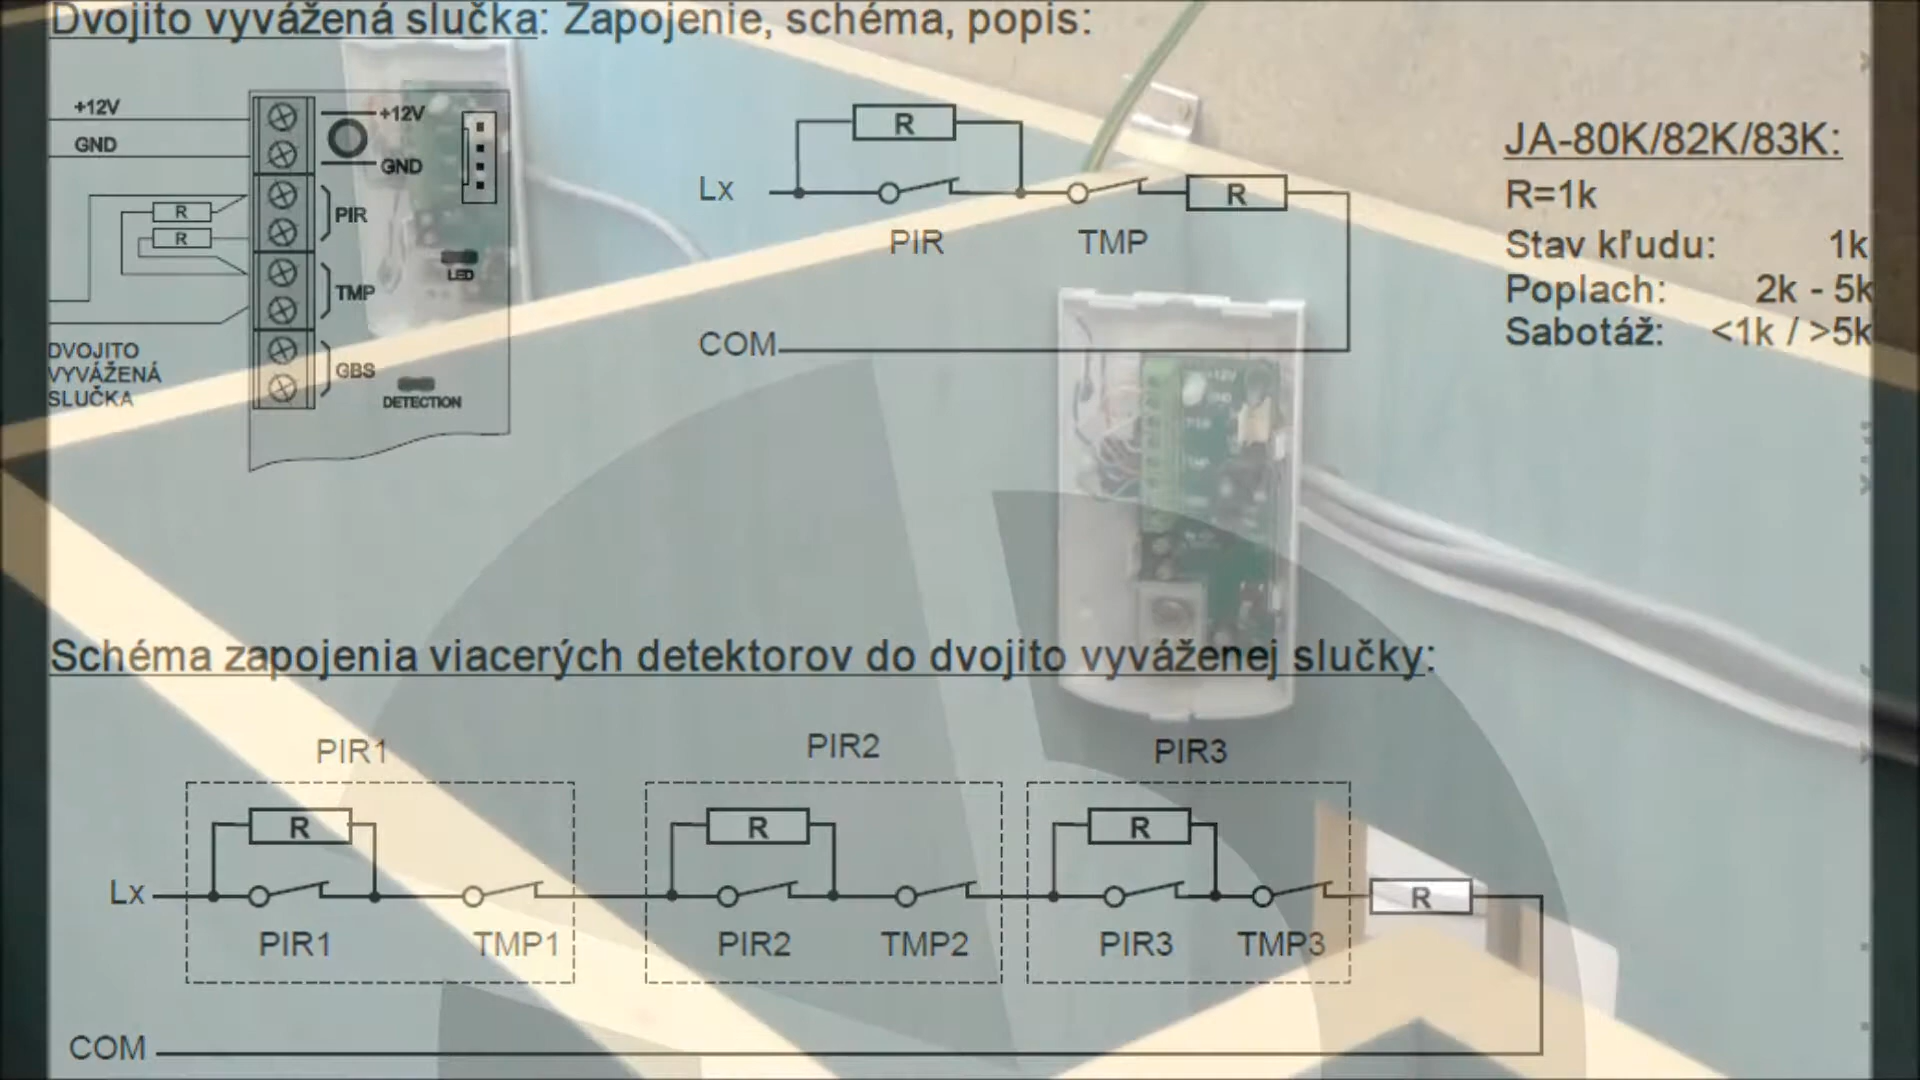 Dvojito vyvážená slučka: Zapojenie, schéma, popis:
+12V
GND
+12V
GND
R
R
PIR
LED
TMP
GBS
DETECTION
DVOJITO
VYVÁŽENÁ
SLUČKA
R
Lx
R
PIR
TMP
COM
JA-80K/82K/83K:
R=1k
Stav kľudu: 1k
Poplach: 2k - 5k
Sabotáž: <1k / >5k
Schéma zapojenia viacerých detektorov do dvojito vyváženej slučky:
PIR1
PIR2
PIR3
R
R
R
Lx
R
PIR1
TMP1
PIR2
TMP2
PIR3
TMP3
COM